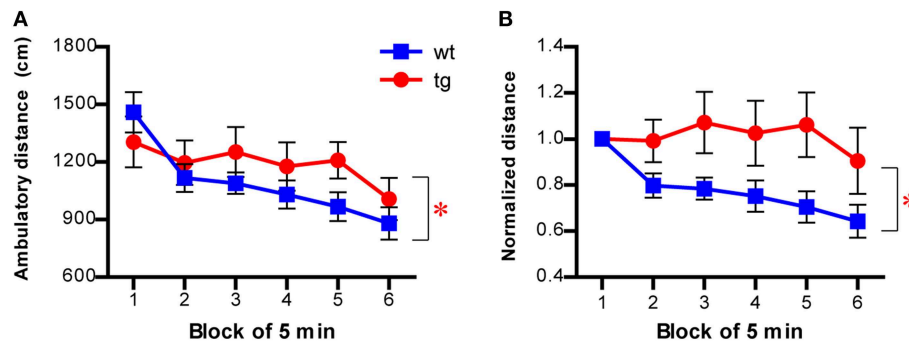 A
Ambulatory distance (cm)
1800
1500
1200
900
600
1 2 3 4 5 6
Block of 5 min
wt
tg
*
B
Normalized distance
1.4
1.2
1.0
0.8
0.6
0.4
1 2 3 4 5 6
Block of 5 min
*